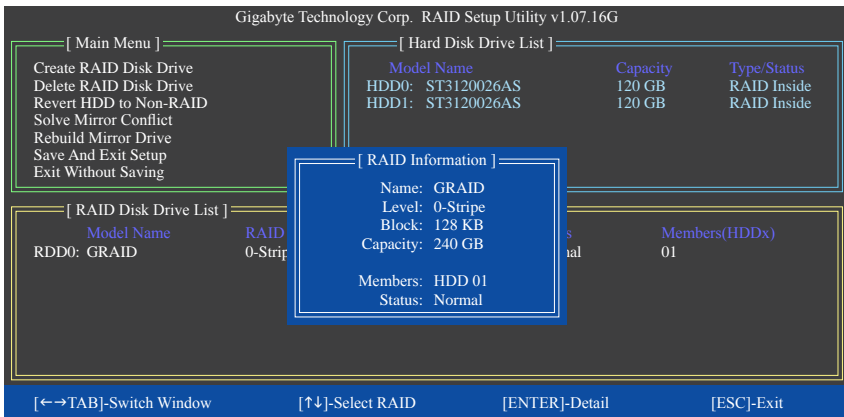 Gigabyte Technology Corp. RAID Setup Utility v1.07.16G
[ Main Menu ]
Create RAID Disk Drive
Delete RAID Disk Drive
Revert HDD to Non-RAID
Solve Mirror Conflict
Rebuild Mirror Drive
Save And Exit Setup
Exit Without Saving
[ Hard Disk Drive List ]
Model Name Capacity Type/Status
HDD0: ST3120026AS 120 GB RAID Inside
HDD1: ST3120026AS 120 GB RAID Inside
[ RAID Information ]
Name: GRAID
Level: 0-Stripe
Block: 128 KB
Capacity: 240 GB
Members: HDD 01
Status: Normal
[ RAID Disk Drive List ]
Model Name RAID Members(HDDx)
RDD0: GRAID 0-Strip 01
[←→TAB]-Switch Window [↑↓]-Select RAID [ENTER]-Detail [ESC]-Exit